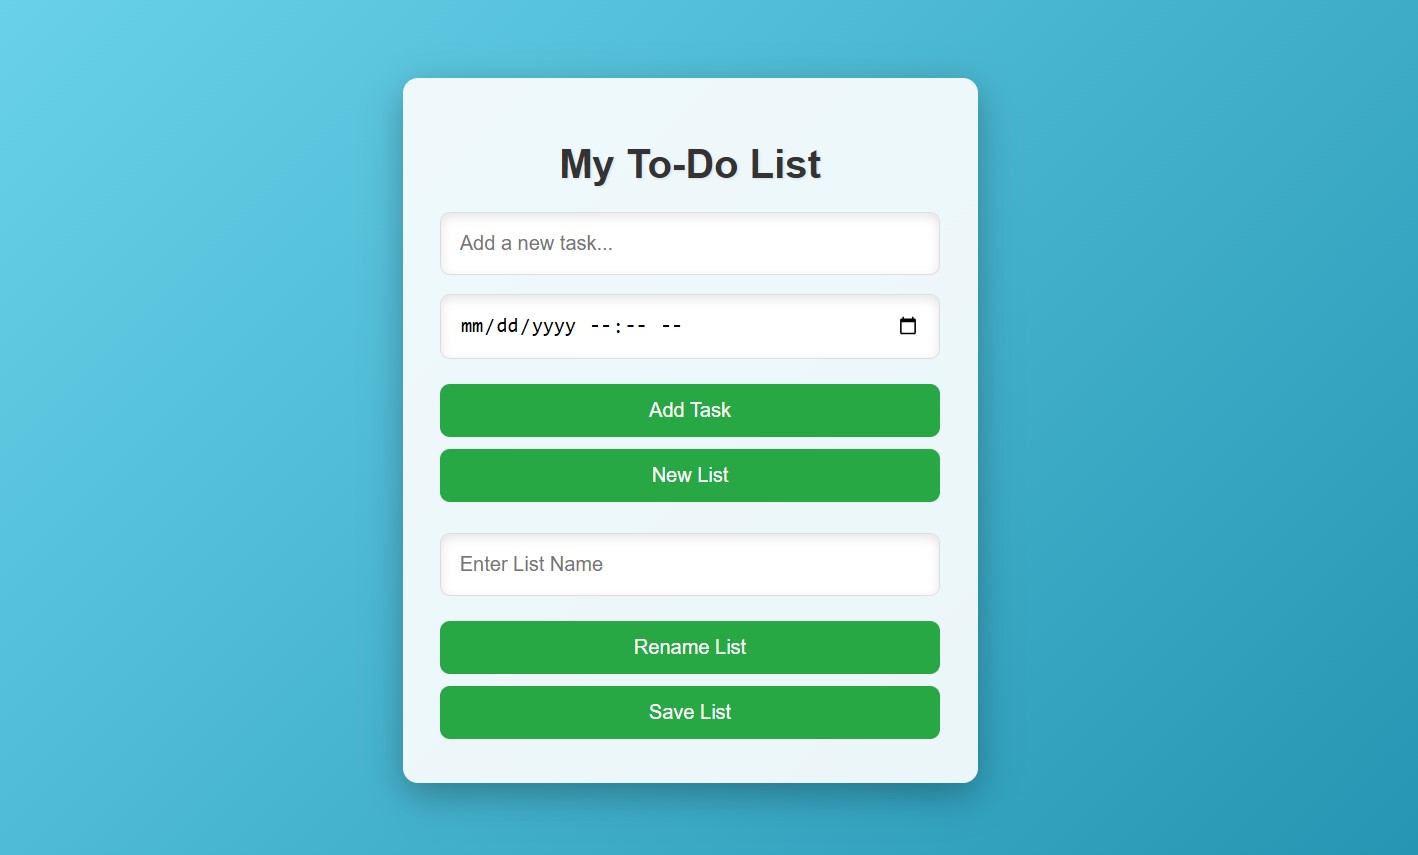 My To-Do List
Add a new task...
mm/dd/yyyy --:-- --
Add Task
New List
Enter List Name
Rename List
Save List